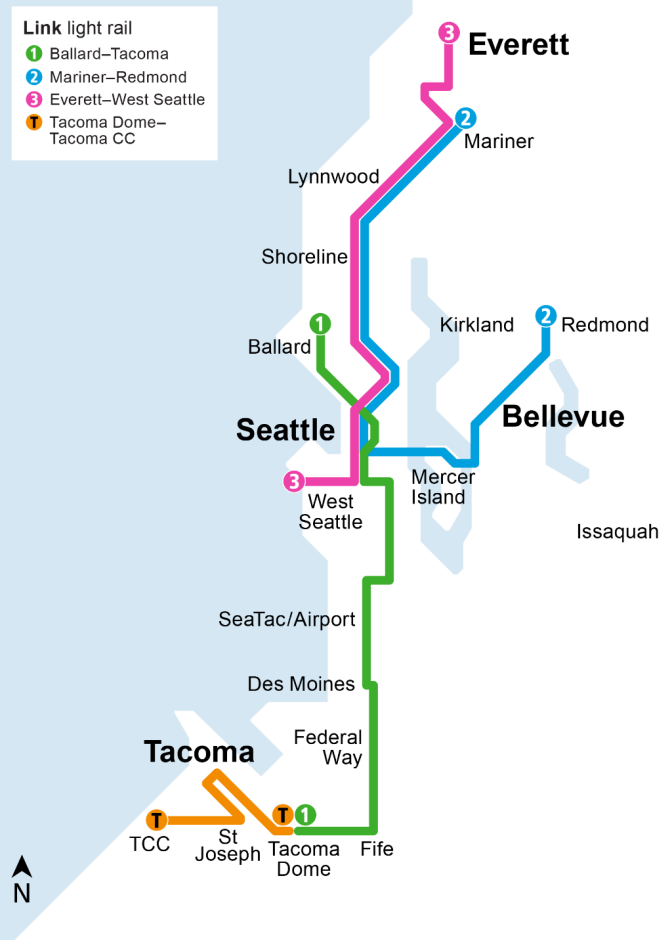 Link light rail
1 Ballard–Tacoma
2 Mariner–Redmond
3 Everett–West Seattle
T Tacoma Dome–
Tacoma CC
3
Everett
2
Mariner
Lynnwood
Shoreline
1
Ballard
Kirkland
2
Redmond
Bellevue
Seattle
3
West
Seattle
Mercer
Island
Issaquah
SeaTac/Airport
Des Moines
Federal
Way
Tacoma
T
TCC
St
Joseph
T
1
Tacoma
Dome
Fife
N